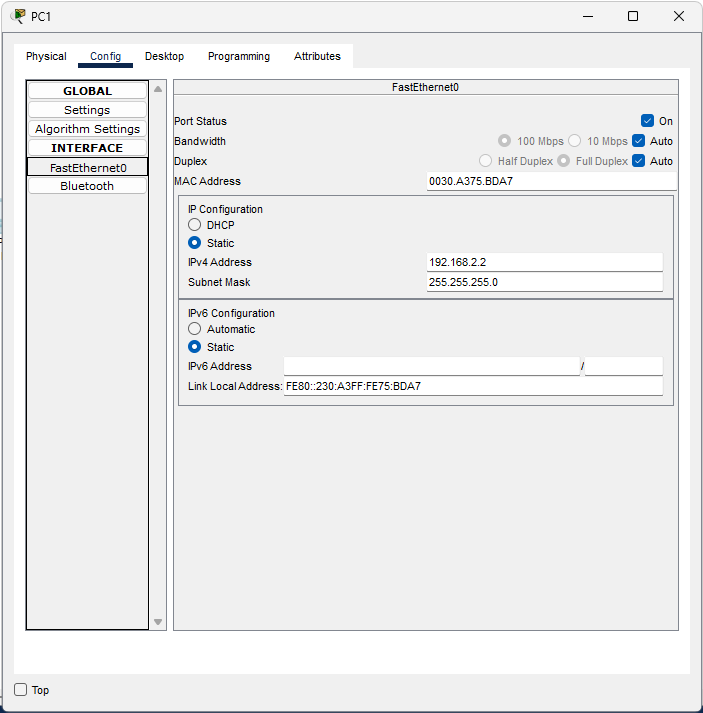 PC1
Physical Config Desktop Programming Attributes
GLOBAL
Settings
Algorithm Settings
INTERFACE
FastEthernet0
Bluetooth
FastEthernet0
Port Status On
Bandwidth 100 Mbps 10 Mbps Auto
Duplex Half Duplex Full Duplex Auto
MAC Address 0030.A375.BDA7
IP Configuration
DHCP
Static
IPv4 Address 192.168.2.2
Subnet Mask 255.255.255.0
IPv6 Configuration
Automatic
Static
IPv6 Address /
Link Local Address: FE80::230:A3FF:FE75:BDA7
Top